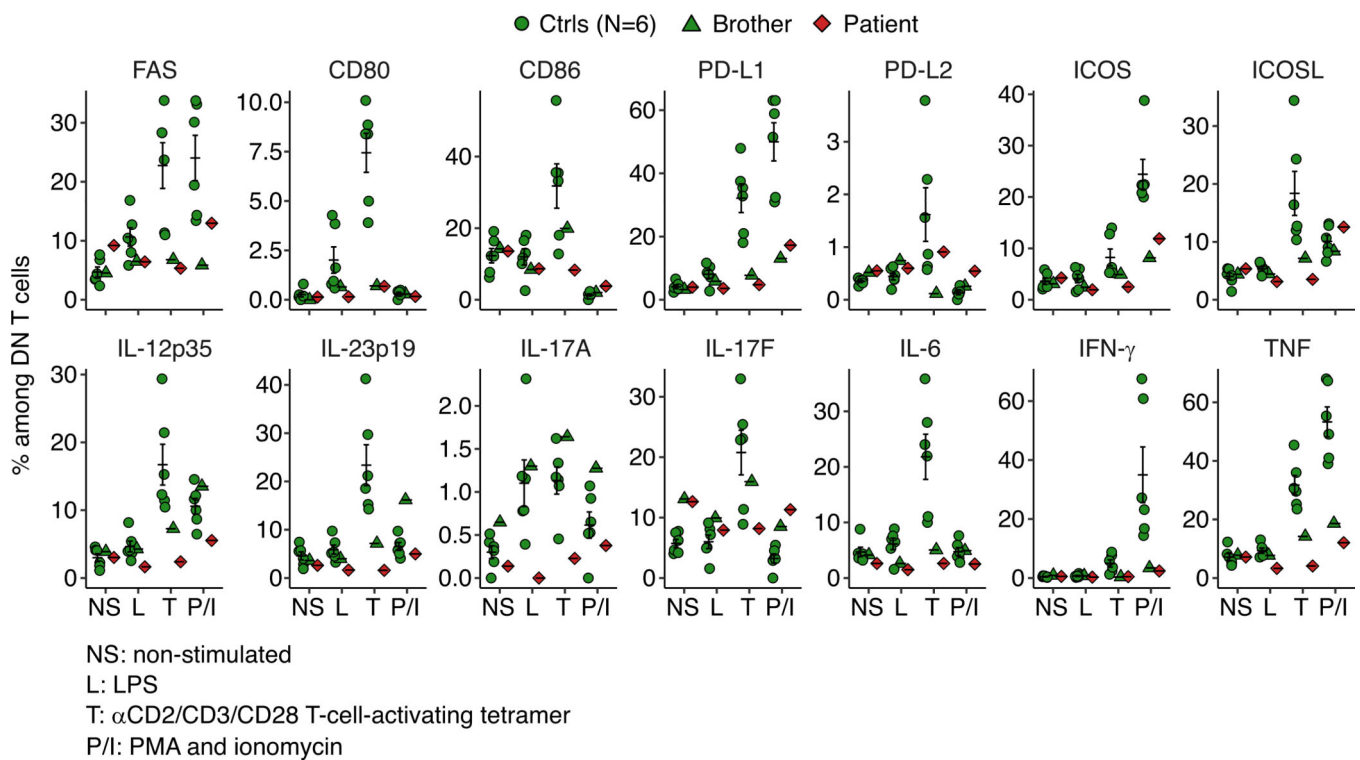 Ctrls (N=6) Brother Patient
FAS CD80 CD86 PD-L1 PD-L2 ICOS ICOSL
30 20 10 0
10.0 7.5 5.0 2.5 0.0
40 20 0
60 40 20 0
3 2 1 0
40 30 20 10 0
30 20 10 0
% among DN T cells
IL-12p35 IL-23p19 IL-17A IL-17F IL-6 IFN-γ TNF
30 20 10 0
40 30 20 10 0
2.0 1.5 1.0 0.5 0.0
30 20 10 0
30 20 10 0
60 40 20 0
60 40 20 0
NS L T P/I NS L T P/I NS L T P/I NS L T P/I NS L T P/I NS L T P/I NS L T P/I
NS: non-stimulated
L: LPS
T: αCD2/CD3/CD28 T-cell-activating tetramer
P/I: PMA and ionomycin